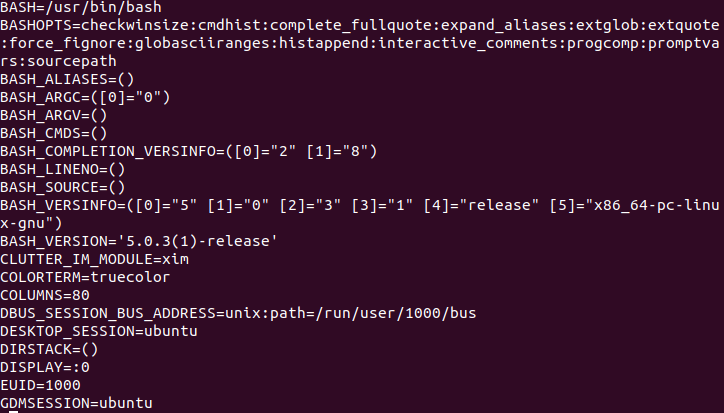 BASH=/usr/bin/bash
BASHOPTS=checkwinsize:cmdhist:complete_fullquote:expand_aliases:extglob:extquote
:force_fignore:globasciiranges:histappend:interactive_comments:progcomp:promptva
rs:sourcepath
BASH_ALIASES=()
BASH_ARGC=([0]="0")
BASH_ARGV=()
BASH_CMDS=()
BASH_COMPLETION_VERSINFO=([0]="2" [1]="8")
BASH_LINENO=()
BASH_SOURCE=()
BASH_VERSINFO=([0]="5" [1]="0" [2]="3" [3]="1" [4]="release" [5]="x86_64-pc-linu
x-gnu")
BASH_VERSION='5.0.3(1)-release'
CLUTTER_IM_MODULE=xim
COLORTERM=truecolor
COLUMNS=80
DBUS_SESSION_BUS_ADDRESS=unix:path=/run/user/1000/bus
DESKTOP_SESSION=ubuntu
DIRSTACK=()
DISPLAY=:0
EUID=1000
GDMSESSION=ubuntu